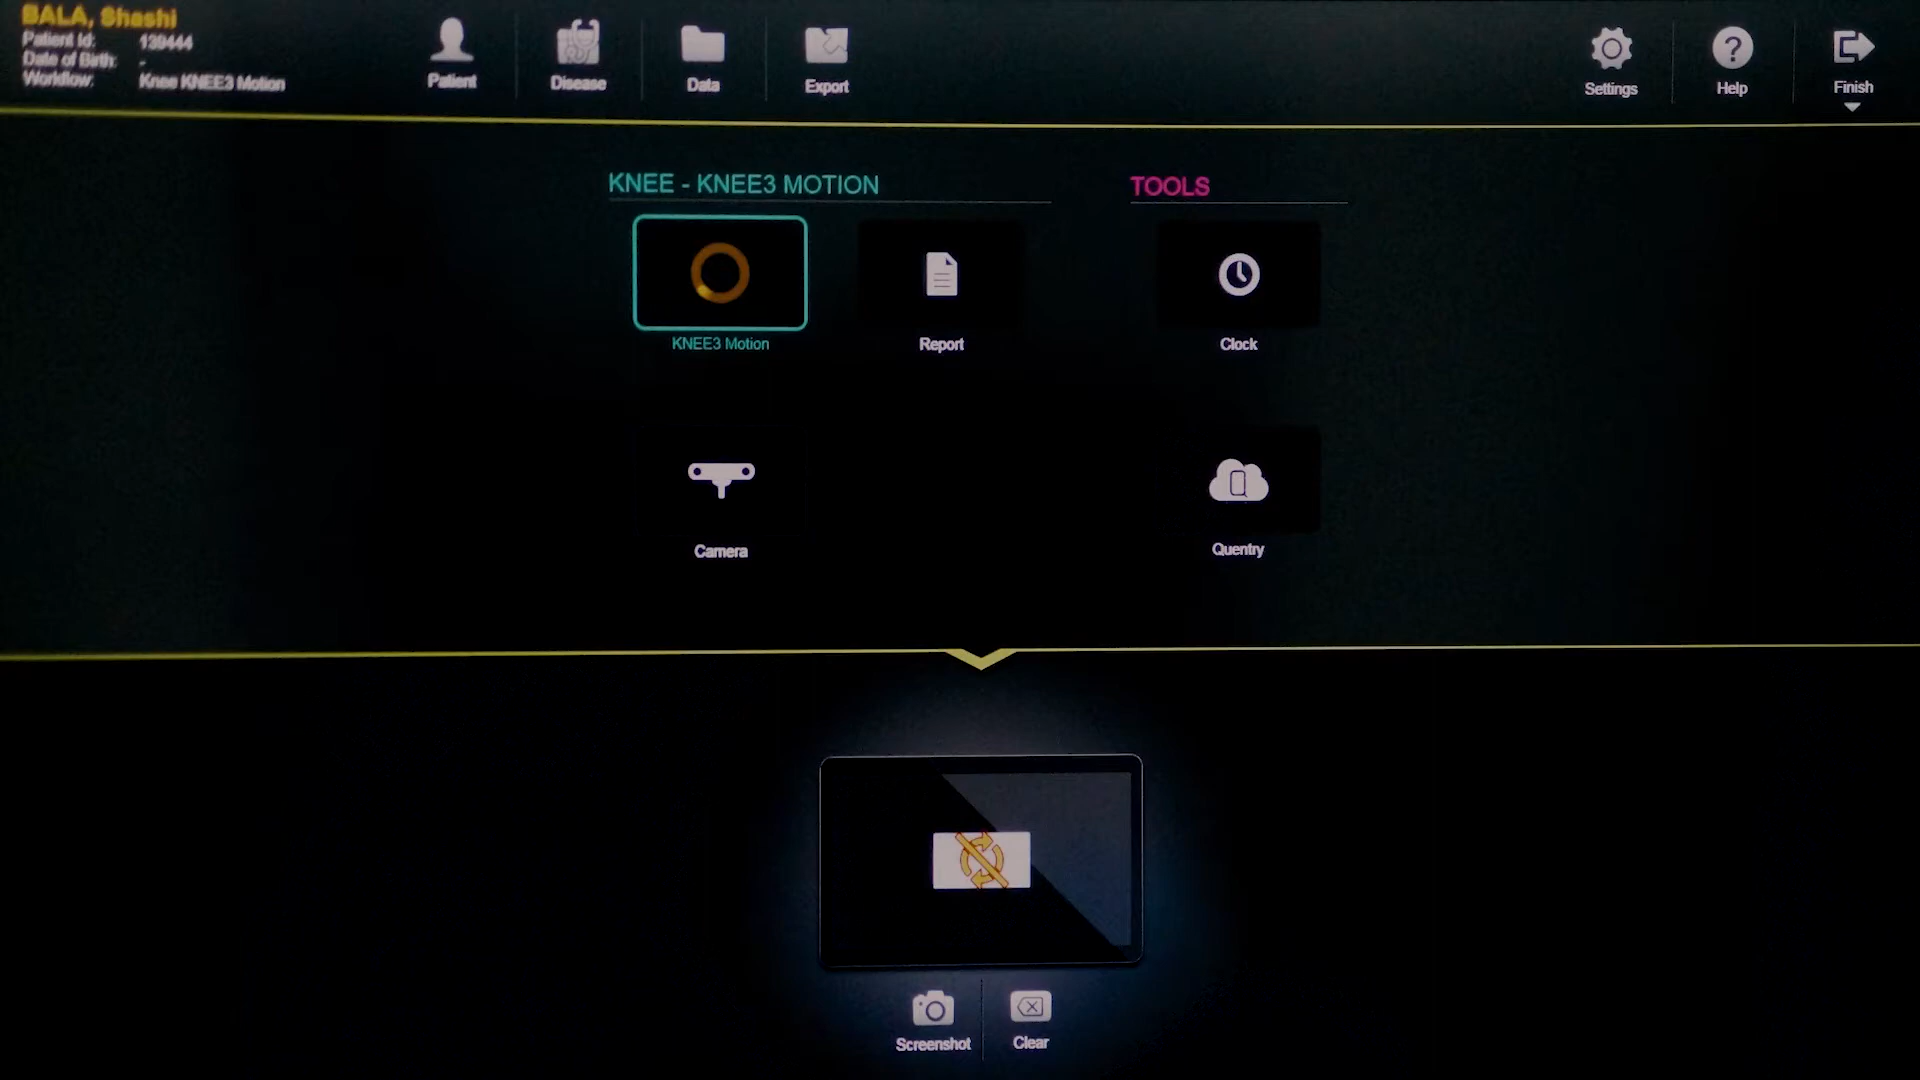 BALA, Shashi
Patient Id: 139444
Date of Birth: -
Workflow: Knee KNEE3 Motion
Patient
Disease
Data
Export
Settings
Help
Finish
KNEE - KNEE3 MOTION
TOOLS
KNEE3 Motion
Report
Clock
Camera
Quentry
Screenshot
Clear